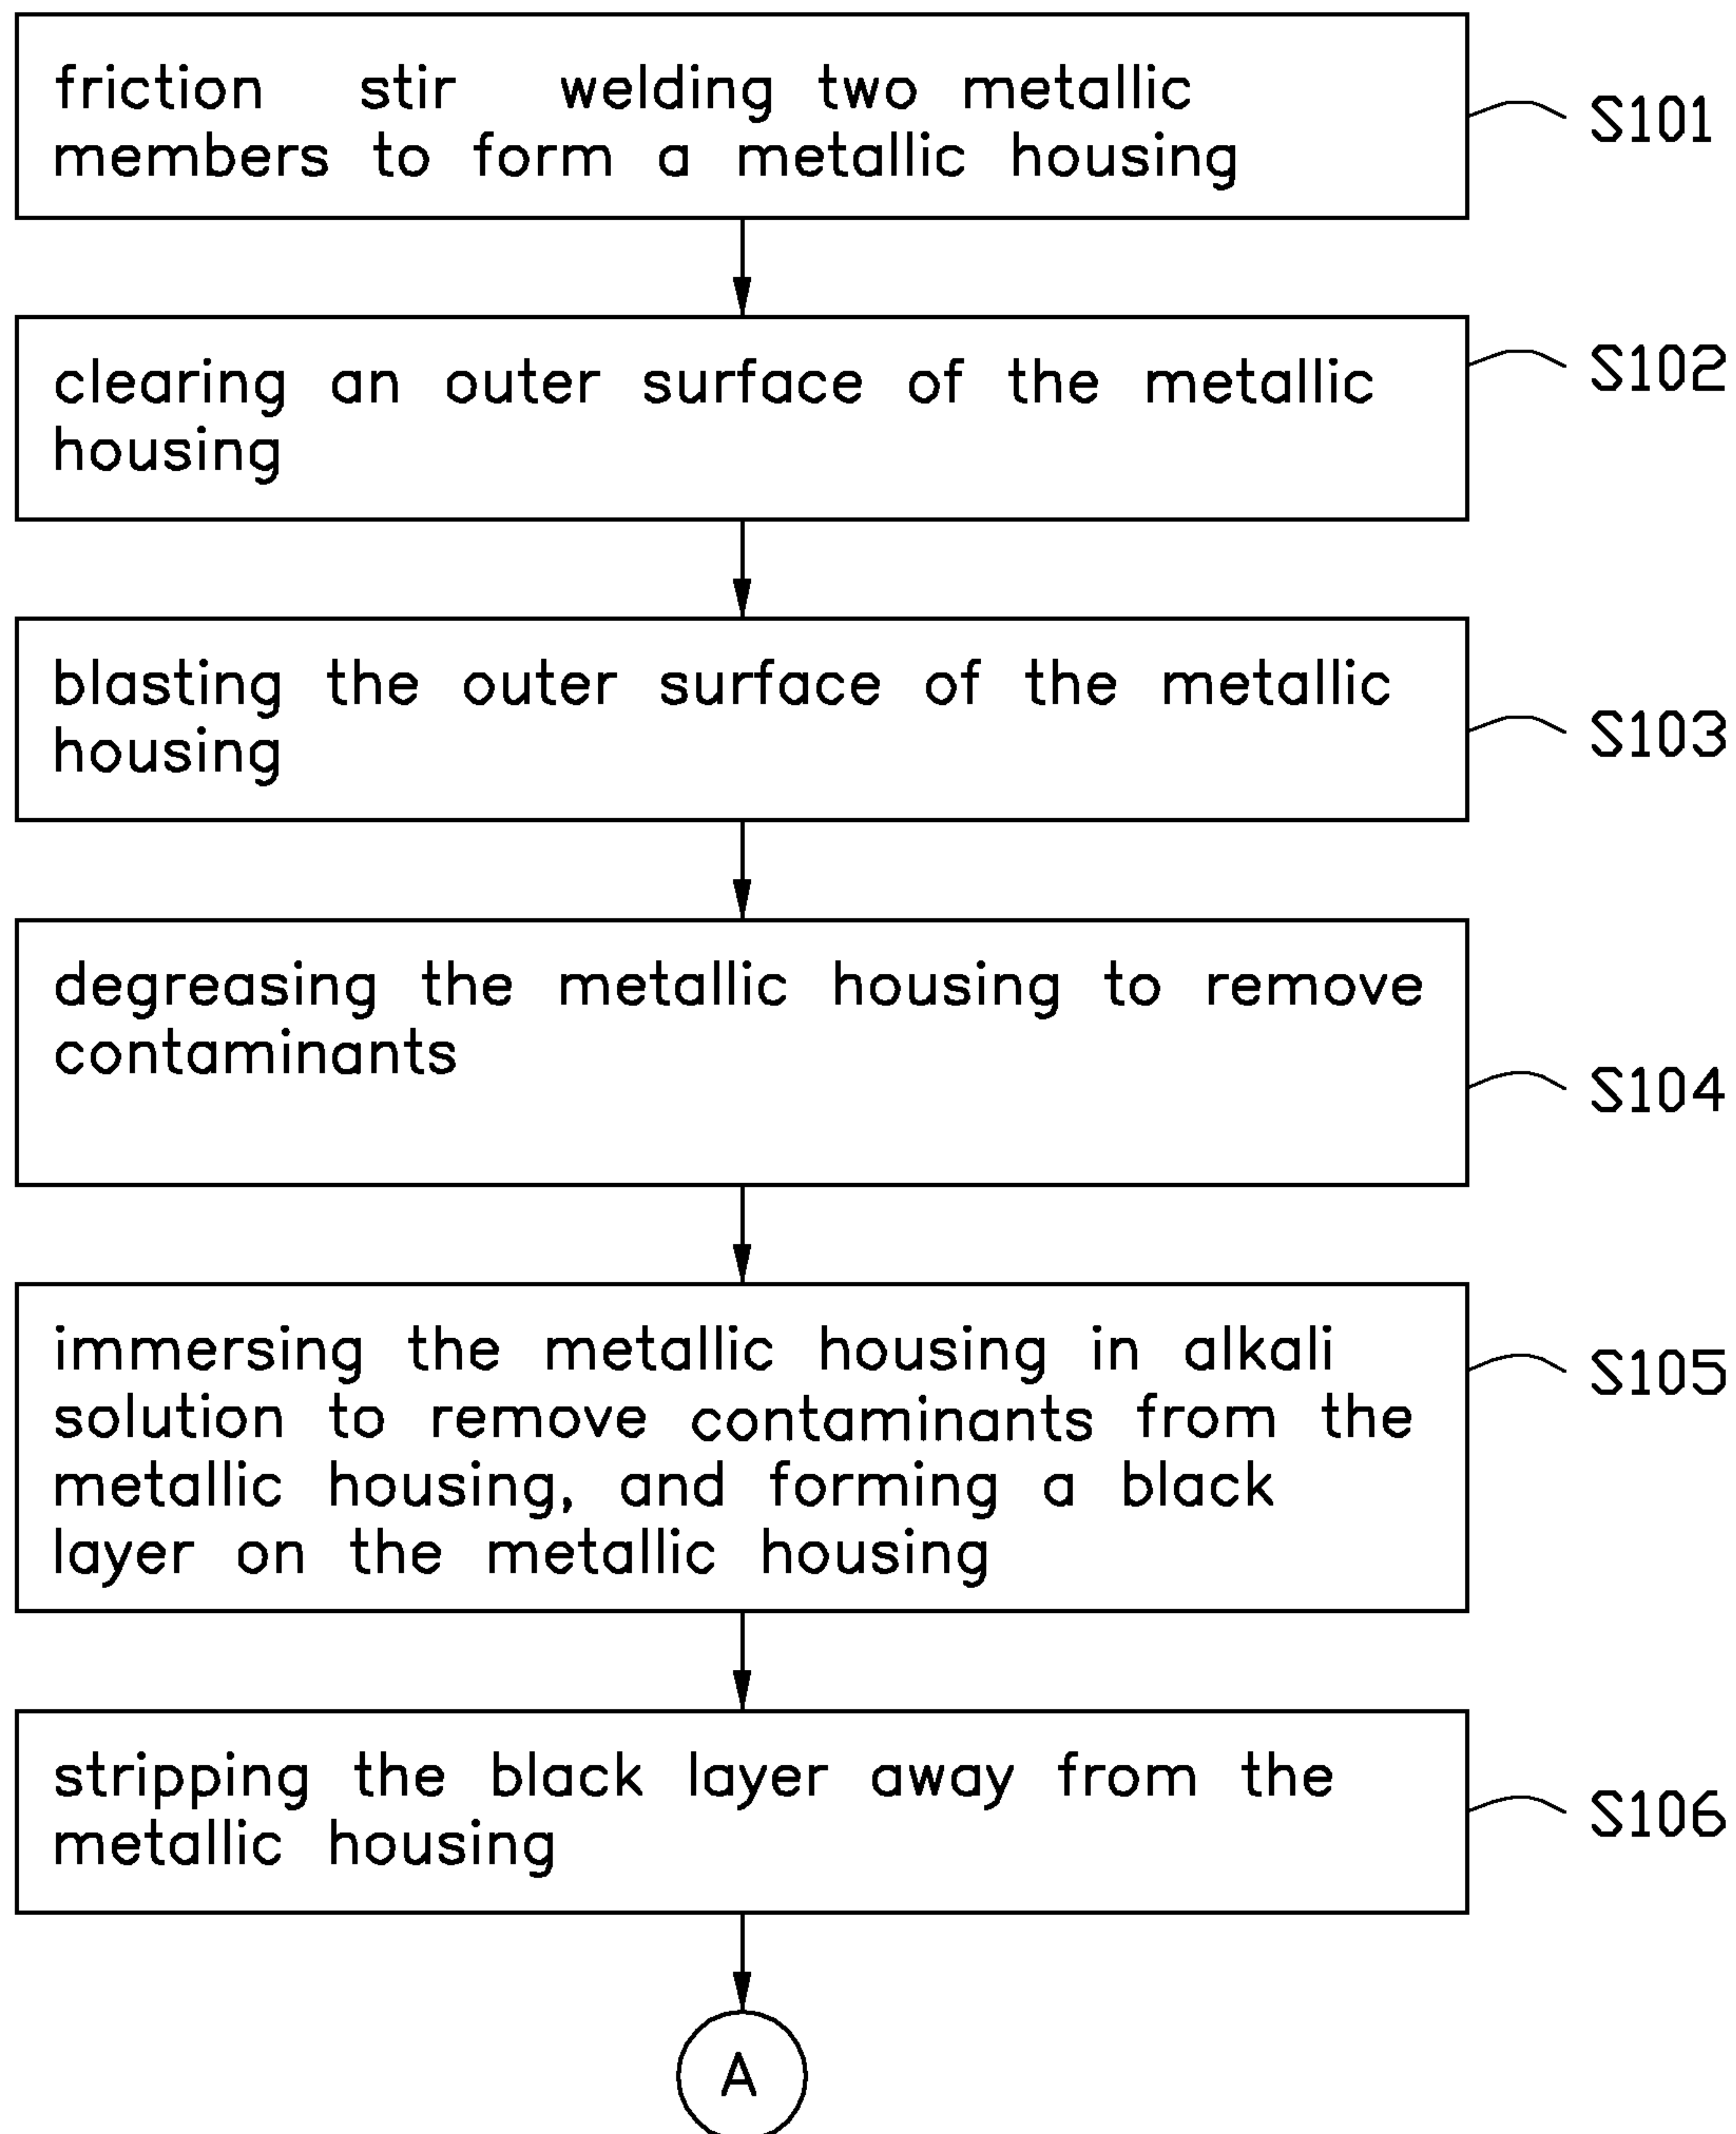 friction stir welding two metallic
members to form a metallic housing
S101
clearing an outer surface of the metallic
housing
S102
blasting the outer surface of the metallic
housing
S103
degreasing the metallic housing to remove
contaminants
S104
immersing the metallic housing in alkali
solution to remove contaminants from the
metallic housing, and forming a black
layer on the metallic housing
S105
stripping the black layer away from the
metallic housing
S106
A